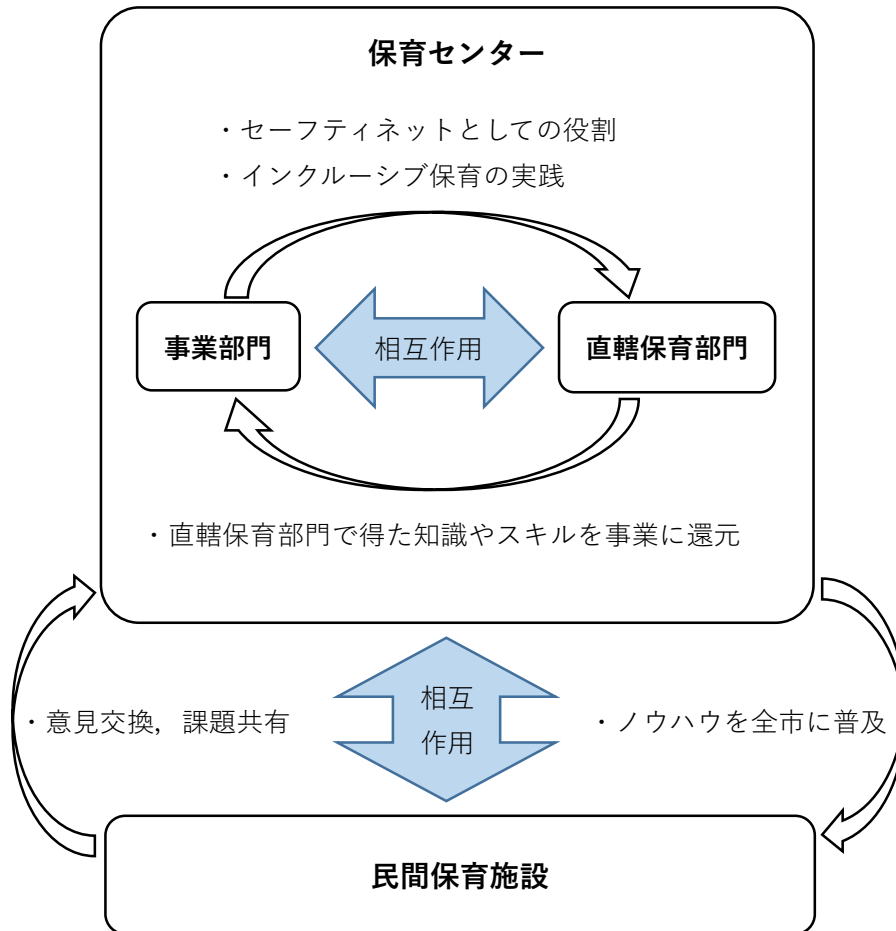 保育センター
・セーフティネットとしての役割
・インクルーシブ保育の実践
事業部門
相互作用
直轄保育部門
・直轄保育部門で得た知識やスキルを事業に還元
・意見交換，課題共有
相互
作用
・ノウハウを全市に普及
民間保育施設